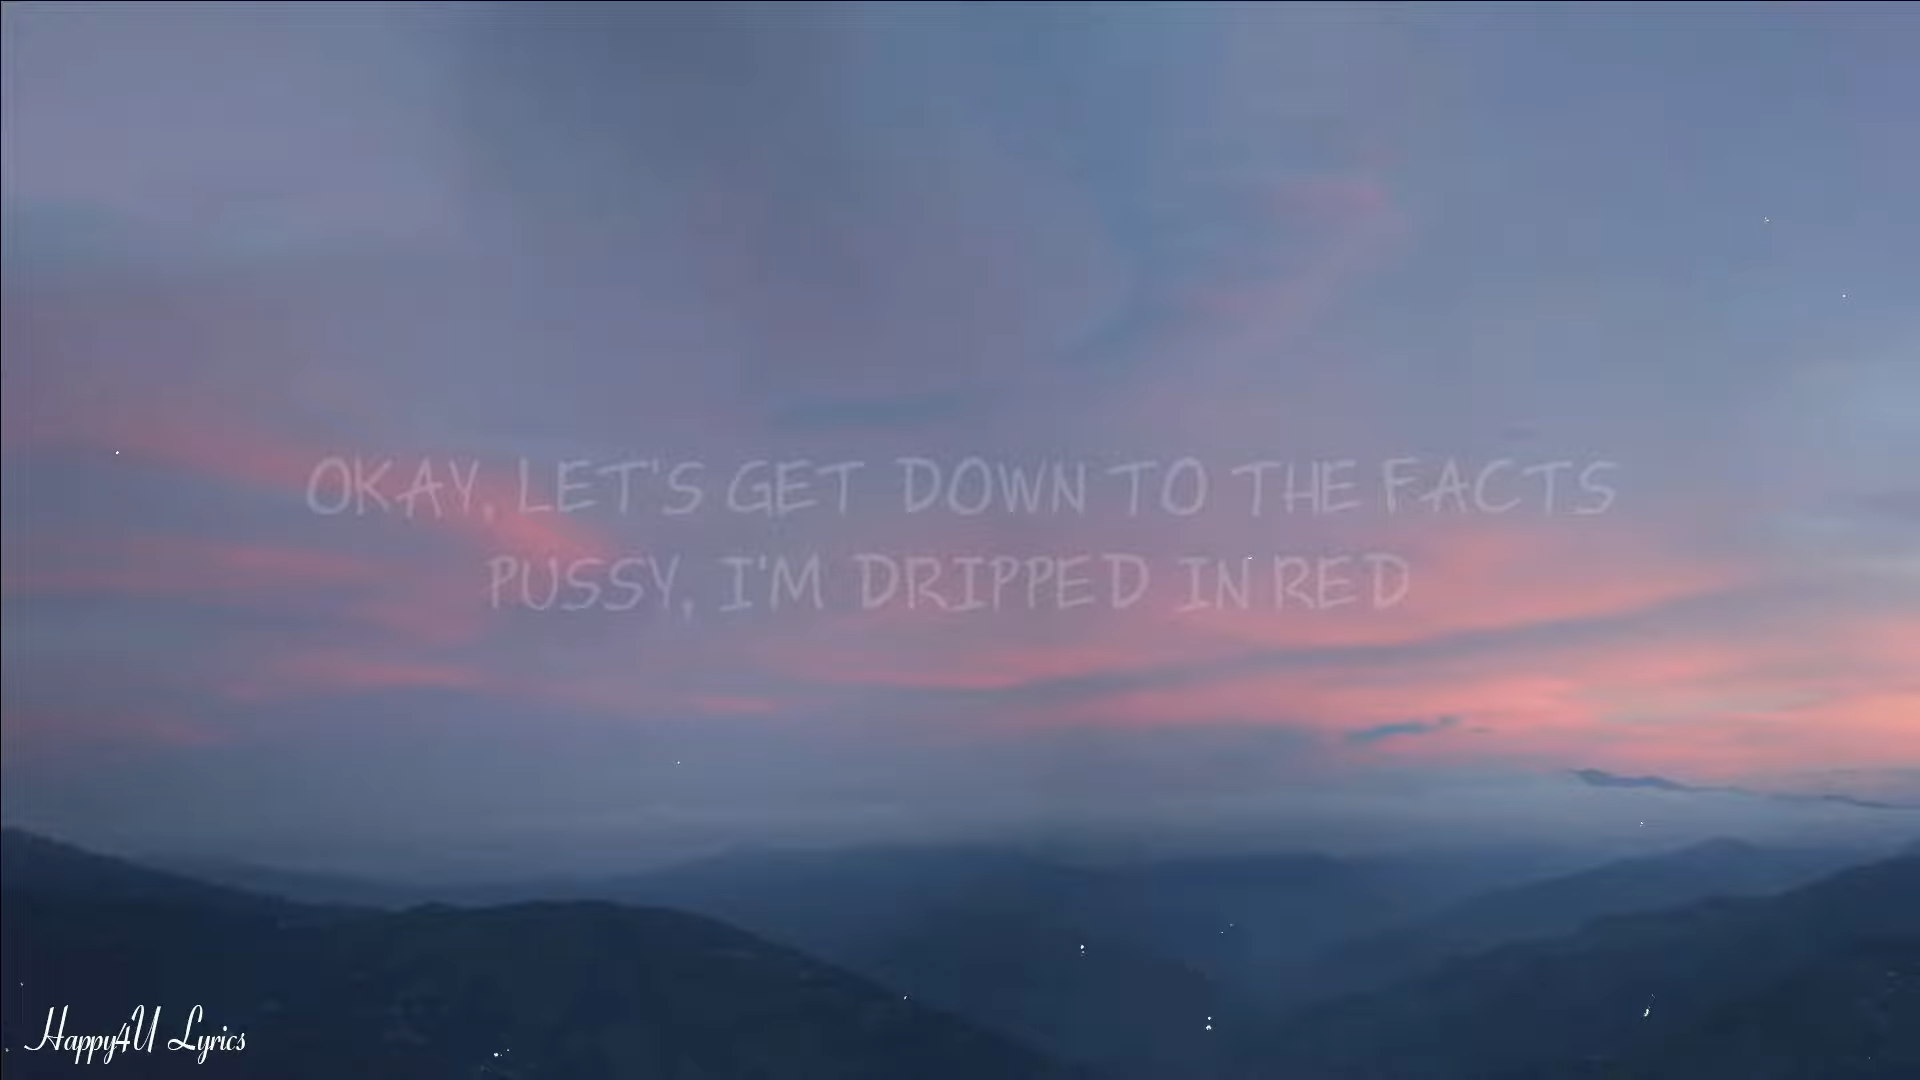 OKAY, LET'S GET DOWN TO THE FACTS
PUSSY, I'M DRIPPED IN RED
Happy4U Lyrics